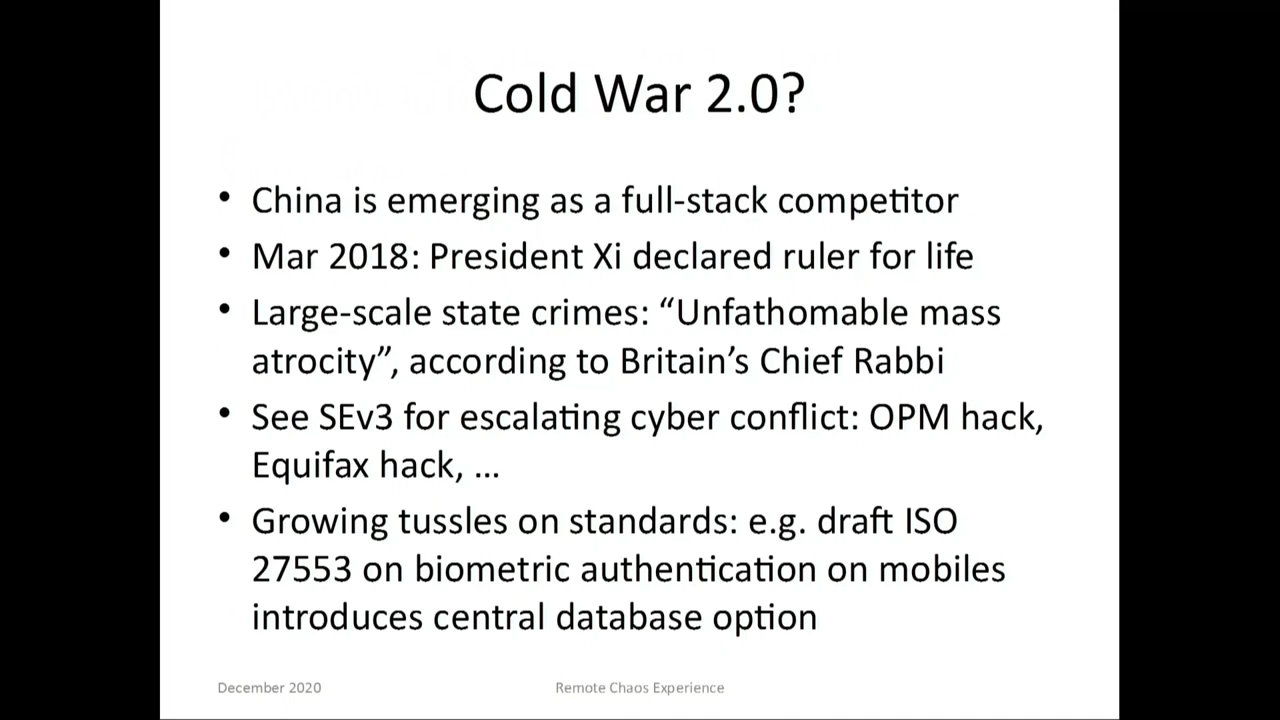 Cold War 2.0?
• China is emerging as a full-stack competitor
• Mar 2018: President Xi declared ruler for life
• Large-scale state crimes: “Unfathomable mass
atrocity”, according to Britain’s Chief Rabbi
• See SEv3 for escalating cyber conflict: OPM hack,
Equifax hack, …
• Growing tussles on standards: e.g. draft ISO
27553 on biometric authentication on mobiles
introduces central database option
December 2020
Remote Chaos Experience